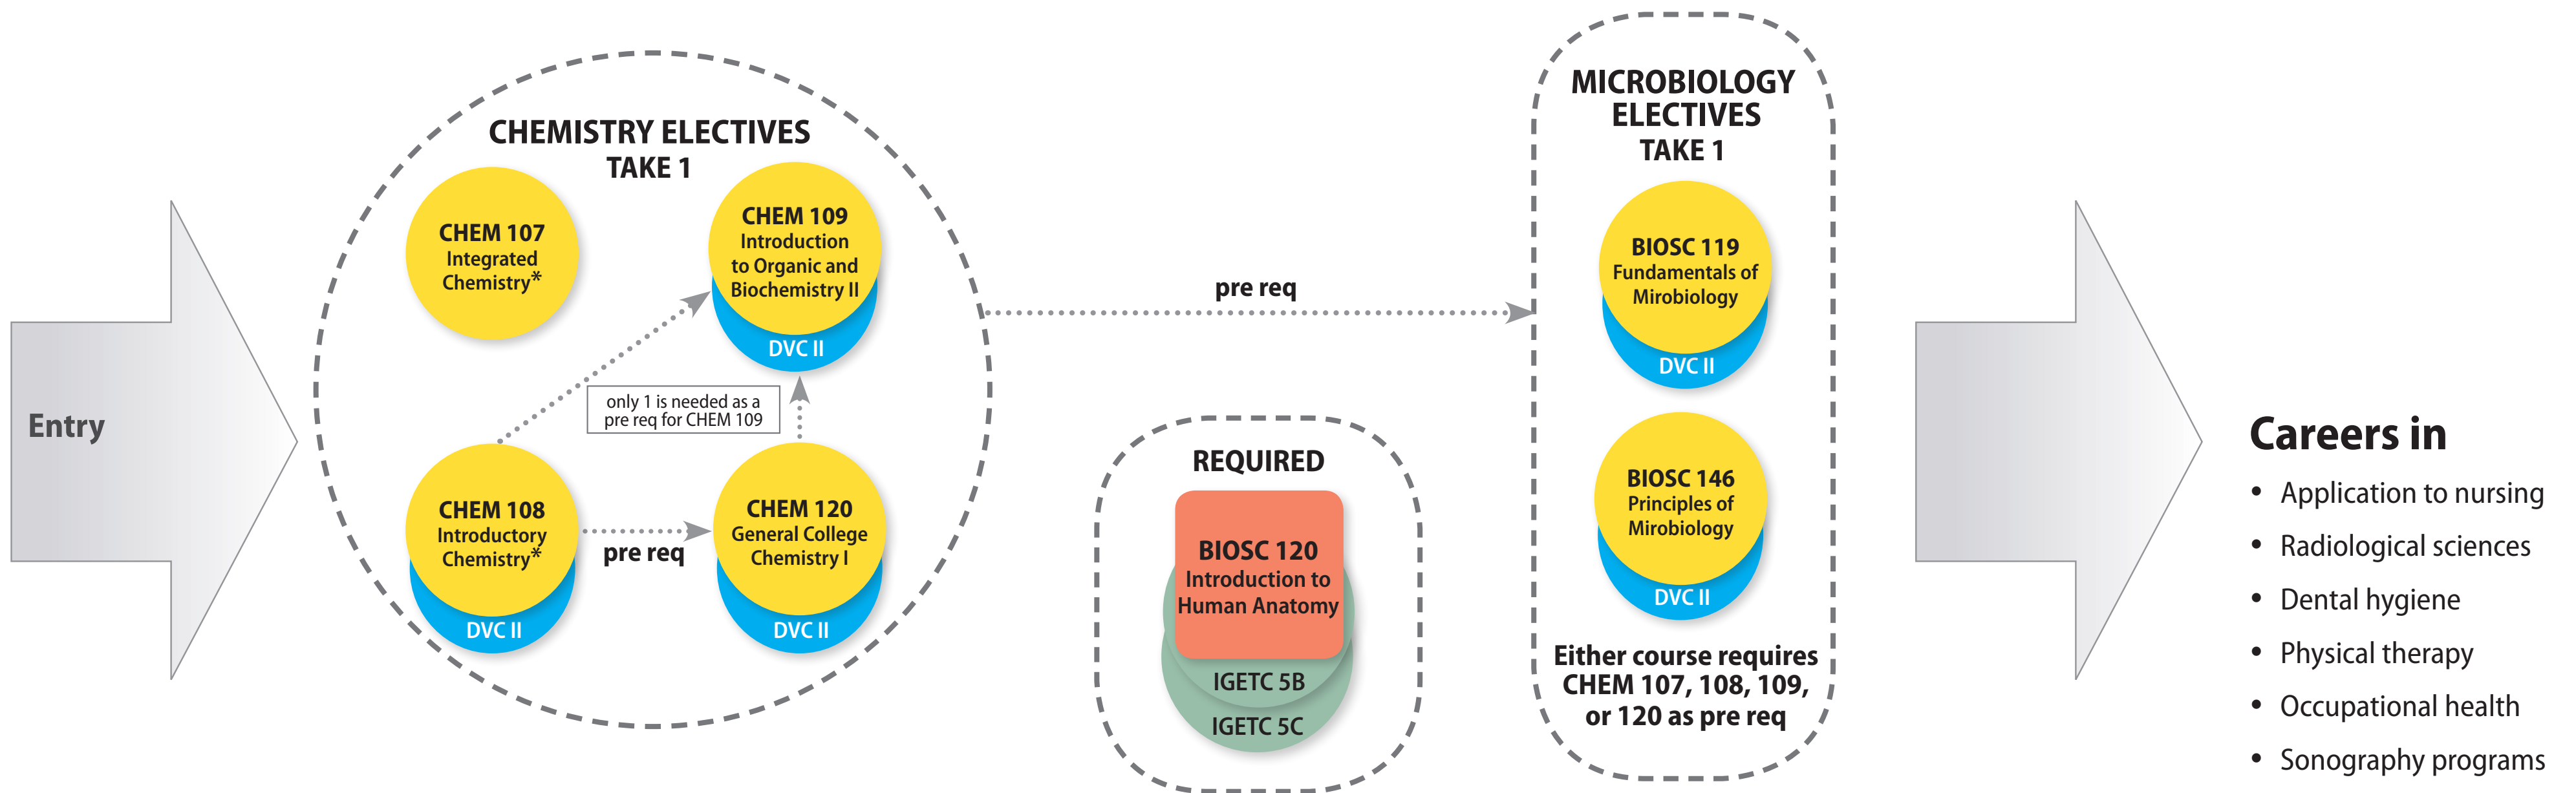 Entry
CHEMISTRY ELECTIVES
TAKE 1
CHEM 107
Integrated
Chemistry*
CHEM 109
Introduction
to Organic and
Biochemistry II
DVC II
only 1 is needed as a
pre req for CHEM 109
CHEM 108
Introductory
Chemistry*
DVC II
pre req
CHEM 120
General College
Chemistry I
DVC II
pre req
REQUIRED
BIOSC 120
Introduction to
Human Anatomy
IGETC 5B
IGETC 5C
MICROBIOLOGY
ELECTIVES
TAKE 1
BIOSC 119
Fundamentals of
Mirobiology
DVC II
BIOSC 146
Principles of
Mirobiology
DVC II
Either course requires
CHEM 107, 108, 109,
or 120 as pre req
Careers in
• Application to nursing
• Radiological sciences
• Dental hygiene
• Physical therapy
• Occupational health
• Sonography programs